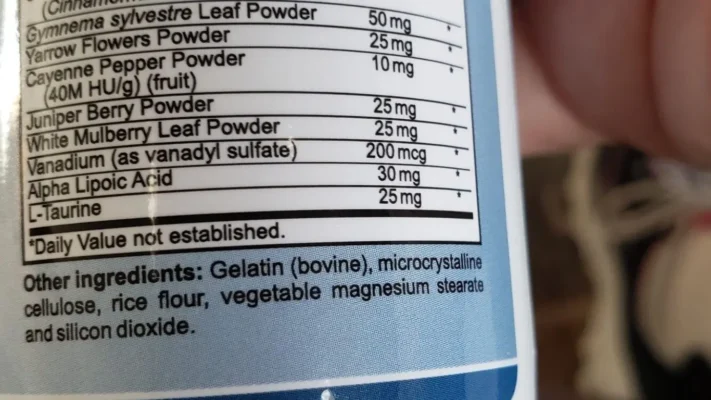 Gymnema sylvestre Leaf Powder 50 mg *
Yarrow Flowers Powder 25 mg *
Cayenne Pepper Powder 10 mg *
(40M HU/g) (fruit)
Juniper Berry Powder 25 mg *
White Mulberry Leaf Powder 25 mg *
Vanadium (as vanadyl sulfate) 200 mcg *
Alpha Lipoic Acid 30 mg *
L-Taurine 25 mg *
*Daily Value not established.
Other ingredients: Gelatin (bovine), microcrystalline
cellulose, rice flour, vegetable magnesium stearate
and silicon dioxide.